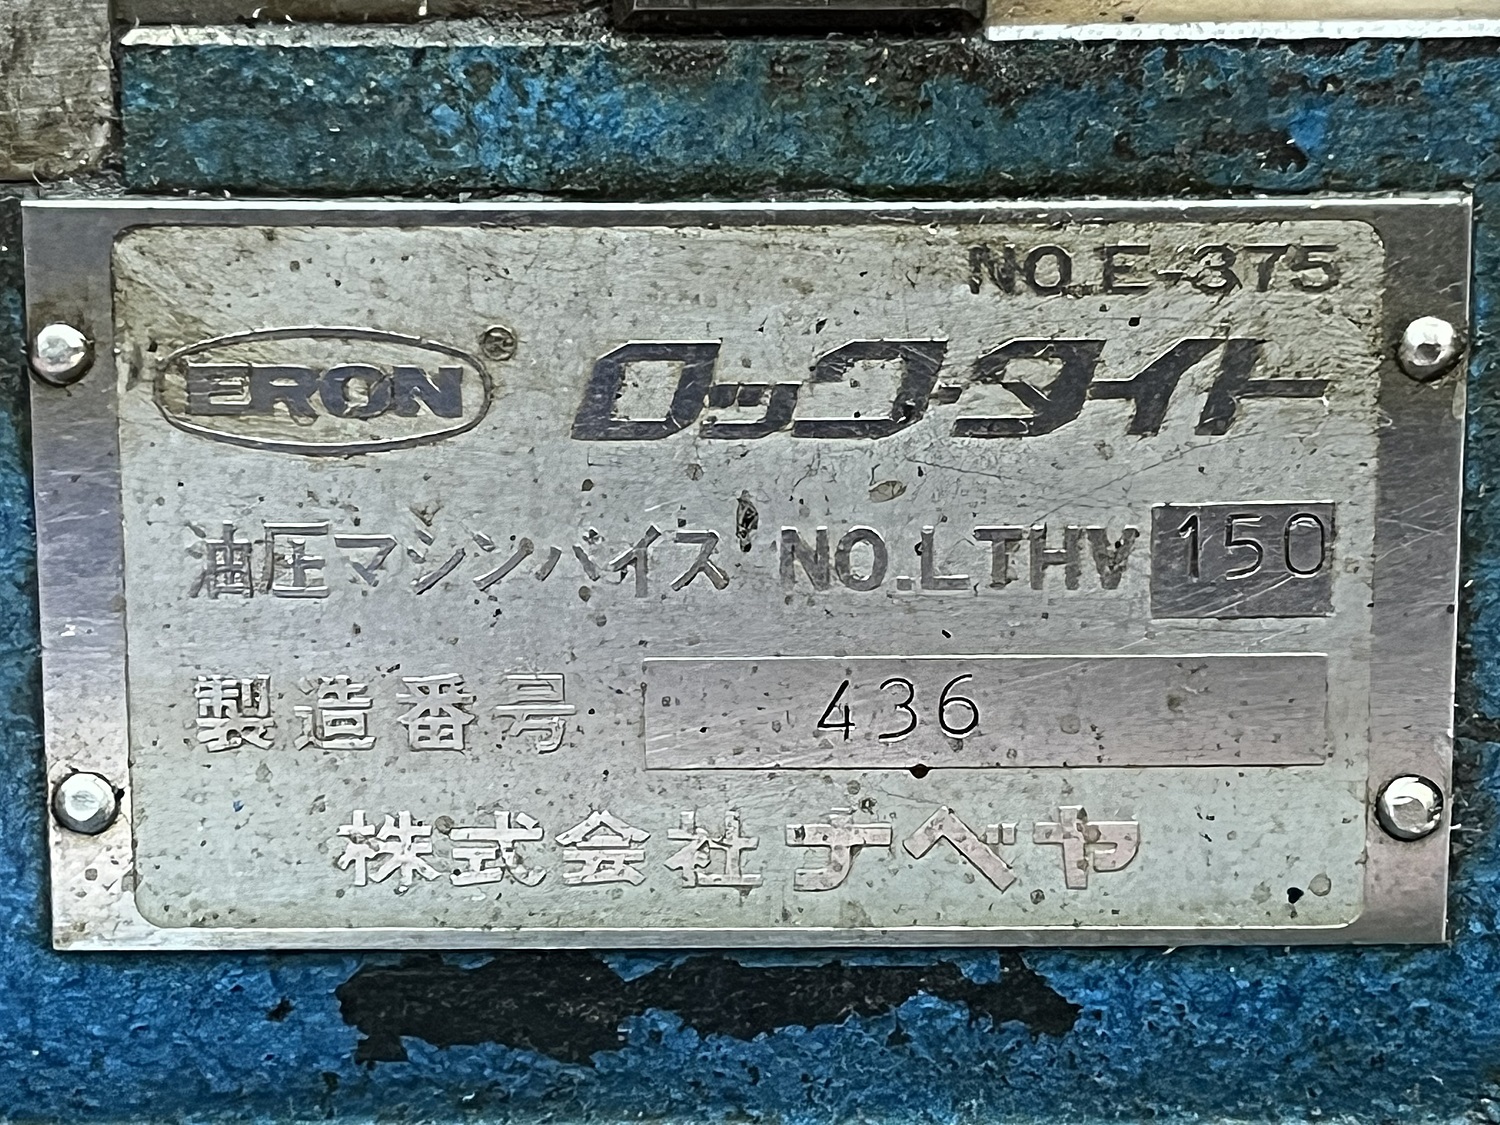 NO.E-375
ERON® ロックタイト
油圧マシンバイス NO.LTHV 150
製造番号 436
株式会社ナベヤ